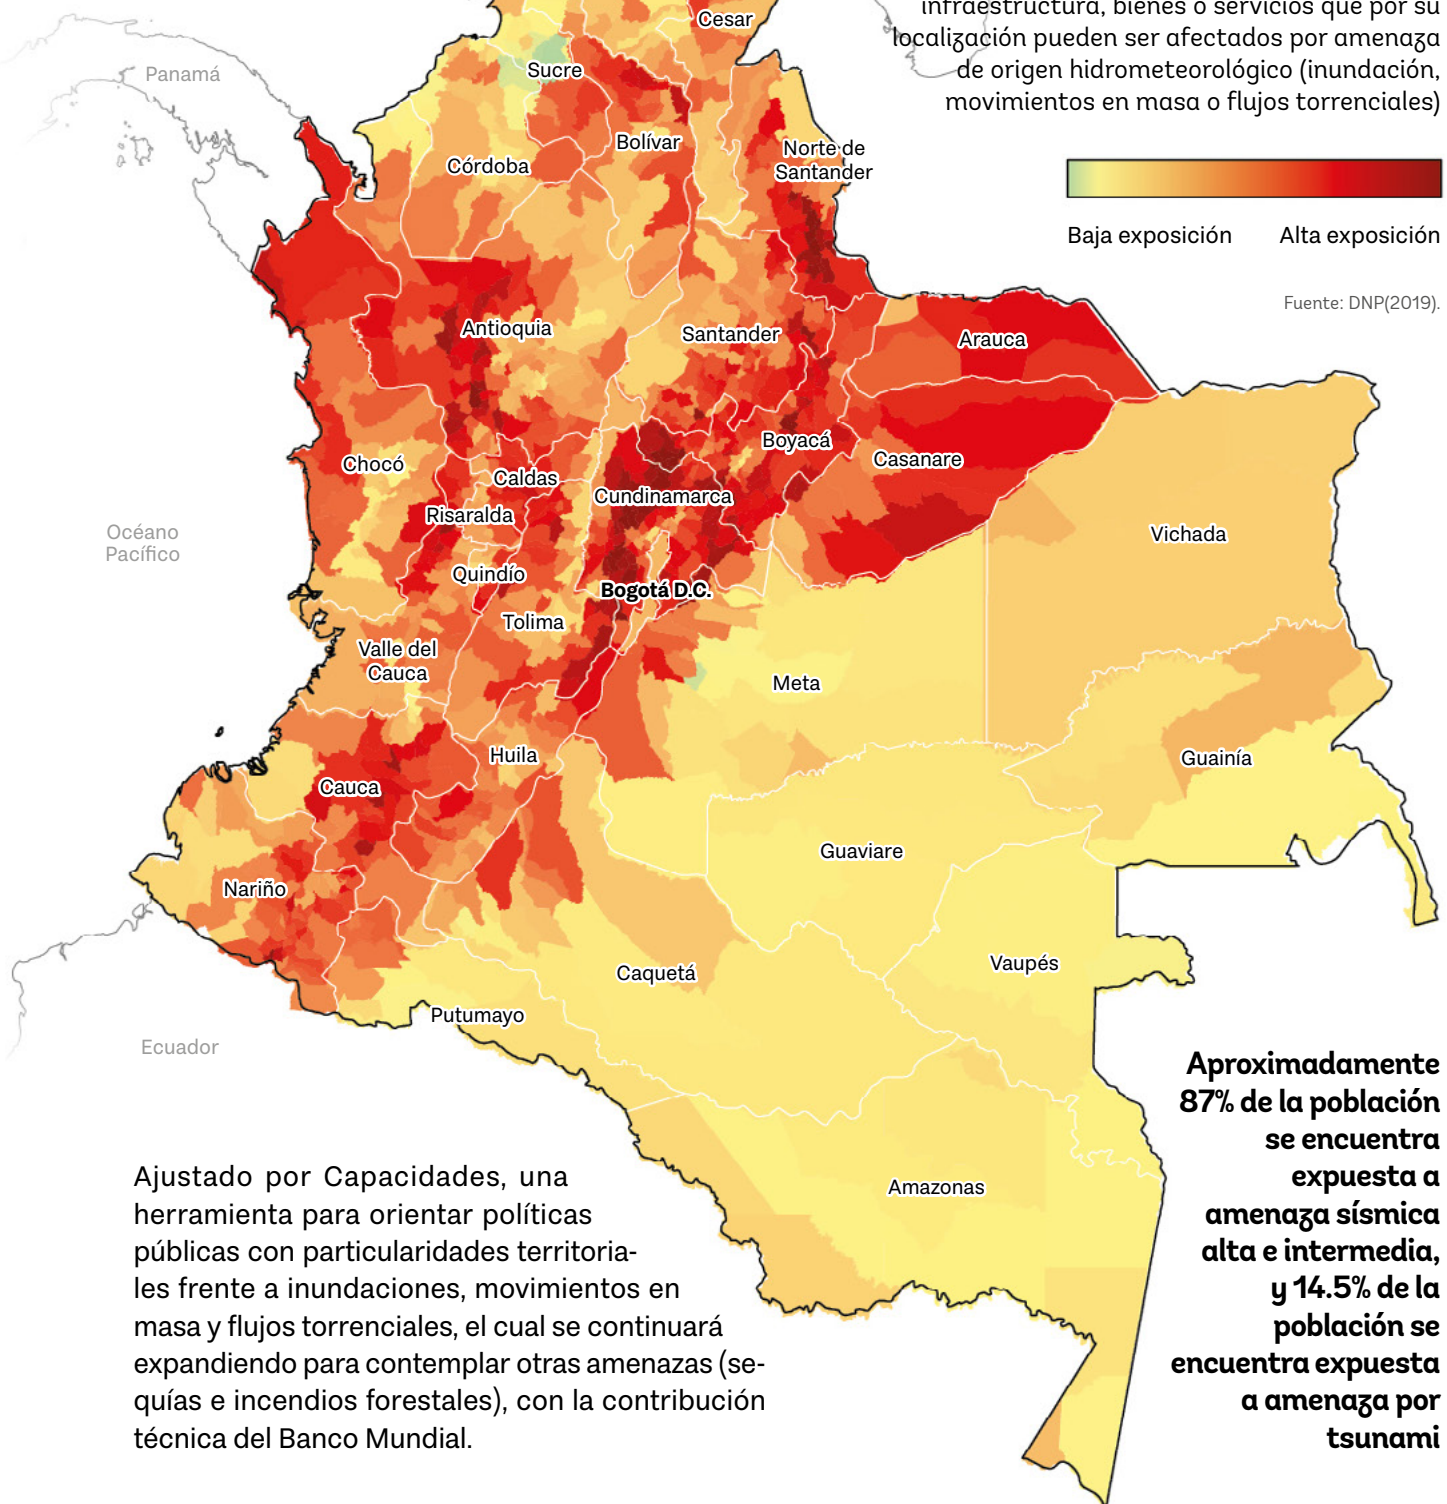 infraestructura, bienes o servicios que por su
localización pueden ser afectados por amenaza
de origen hidrometeorológico (inundación,
movimientos en masa o flujos torrenciales)
Baja exposición
Alta exposición
Fuente: DNP(2019).
Cesar
Panamá
Sucre
Bolívar
Norte de
Santander
Córdoba
Antioquia
Santander
Arauca
Boyacá
Casanare
Chocó
Caldas
Cundinamarca
Risaralda
Vichada
Océano
Pacífico
Quindío
Bogotá D.C.
Tolima
Valle del
Cauca
Meta
Huila
Guainía
Cauca
Guaviare
Nariño
Caquetá
Vaupés
Putumayo
Ecuador
Amazonas
Aproximadamente
87% de la población
se encuentra
expuesta a
amenaza sísmica
alta e intermedia,
y 14.5% de la
población se
encuentra expuesta
a amenaza por
tsunami
Ajustado por Capacidades, una
herramienta para orientar políticas
públicas con particularidades territoria-
les frente a inundaciones, movimientos en
masa y flujos torrenciales, el cual se continuará
expandiendo para contemplar otras amenazas (se-
quías e incendios forestales), con la contribución
técnica del Banco Mundial.